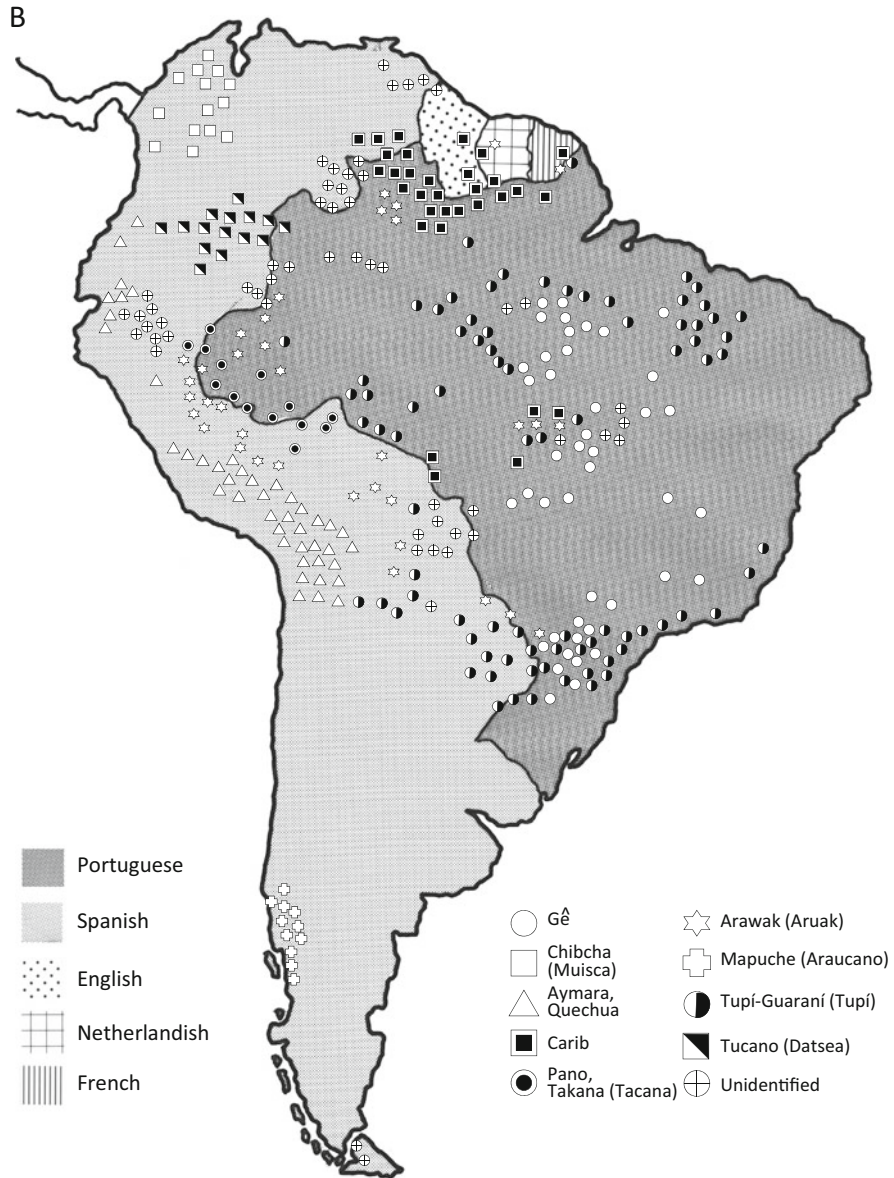 B
Portuguese
Spanish
English
Netherlandish
French
Gê
Chibcha
(Muisca)
Aymara,
Quechua
Carib
Pano,
Takana (Tacana)
Arawak (Aruak)
Mapuche (Araucano)
Tupí-Guaraní (Tupí)
Tucano (Datsea)
Unidentified